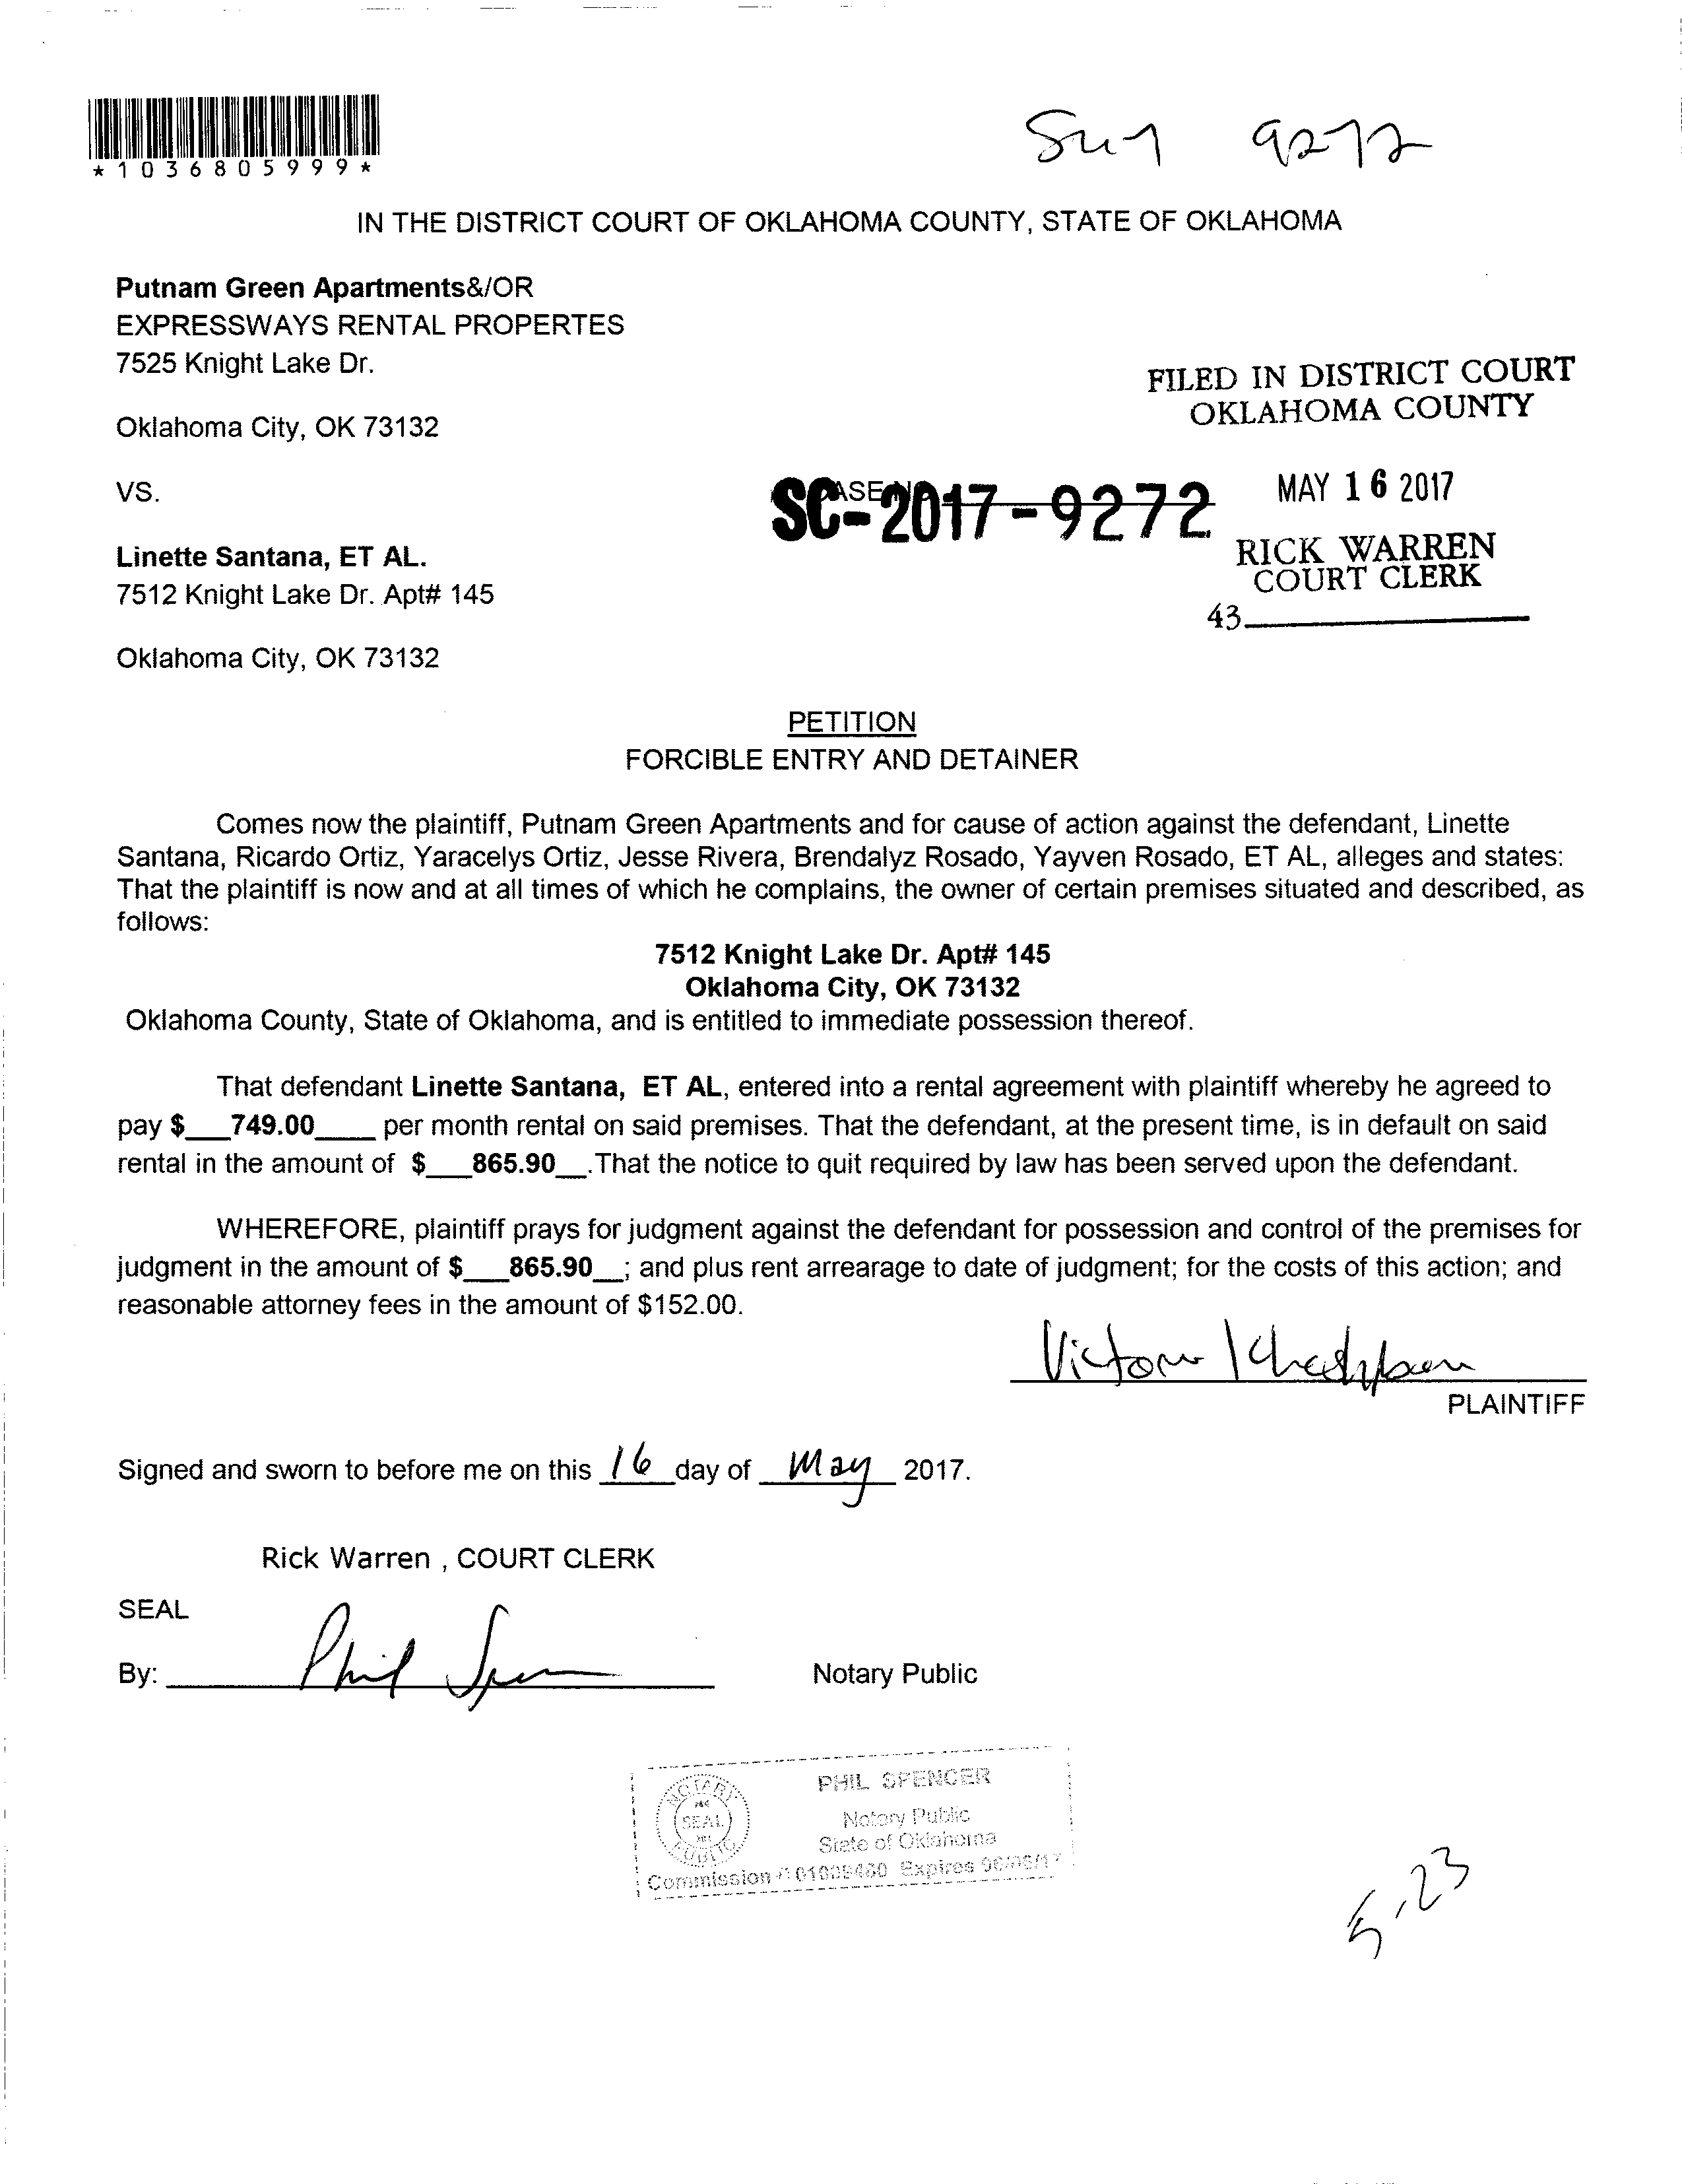 *1036805999*
9272
IN THE DISTRICT COURT OF OKLAHOMA COUNTY, STATE OF OKLAHOMA
Putnam Green Apartments&/OR
EXPRESSWAYS RENTAL PROPERTES
7525 Knight Lake Dr.
Oklahoma City, OK 73132
FILED IN DISTRICT COURT
OKLAHOMA COUNTY
VS.
SC-2017-9272
MAY 16 2017
RICK WARREN
COURT CLERK
43
Linette Santana, ET AL.
7512 Knight Lake Dr. Apt# 145
Oklahoma City, OK 73132
PETITION
FORCIBLE ENTRY AND DETAINER
Comes now the plaintiff, Putnam Green Apartments and for cause of action against the defendant, Linette
Santana, Ricardo Ortiz, Yaracelys Ortiz, Jesse Rivera, Brendalyz Rosado, Yayven Rosado, ET AL, alleges and states:
That the plaintiff is now and at all times of which he complains, the owner of certain premises situated and described, as
follows:
7512 Knight Lake Dr. Apt# 145
Oklahoma City, OK 73132
Oklahoma County, State of Oklahoma, and is entitled to immediate possession thereof.
That defendant Linette Santana, ET AL, entered into a rental agreement with plaintiff whereby he agreed to
pay $___749.00____ per month rental on said premises. That the defendant, at the present time, is in default on said
rental in the amount of $___865.90__.That the notice to quit required by law has been served upon the defendant.
WHEREFORE, plaintiff prays for judgment against the defendant for possession and control of the premises for
judgment in the amount of $___865.90__; and plus rent arrearage to date of judgment; for the costs of this action; and
reasonable attorney fees in the amount of $152.00.
PLAINTIFF
Signed and sworn to before me on this 16 day of May 2017.
Rick Warren , COURT CLERK
SEAL
By: Phil Spencer Notary Public
NOTARY PUBLIC SEAL
PHIL SPENCER
Notary Public
State of Oklahoma
Commission # Expires
5,23